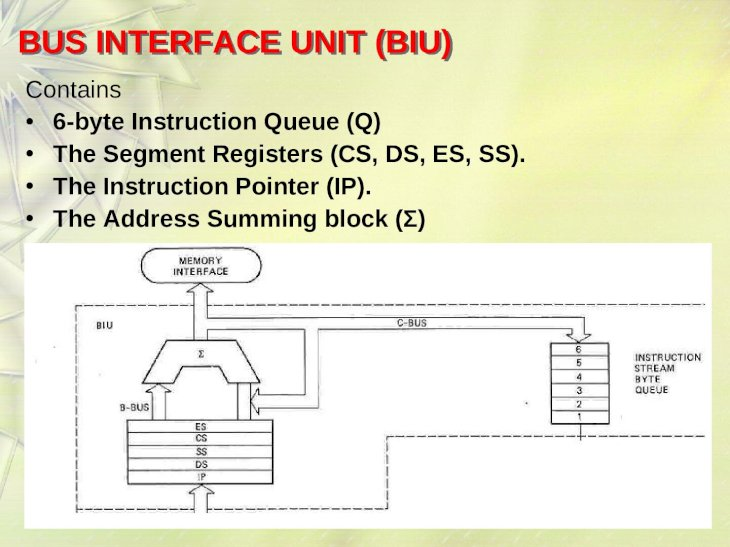 BUS INTERFACE UNIT (BIU)
Contains
• 6-byte Instruction Queue (Q)
• The Segment Registers (CS, DS, ES, SS).
• The Instruction Pointer (IP).
• The Address Summing block (Σ)
MEMORY
INTERFACE
BIU
C-BUS
Σ
B-BUS
ES
CS
SS
DS
IP
6
5
4
3
2
1
INSTRUCTION
STREAM
BYTE
QUEUE